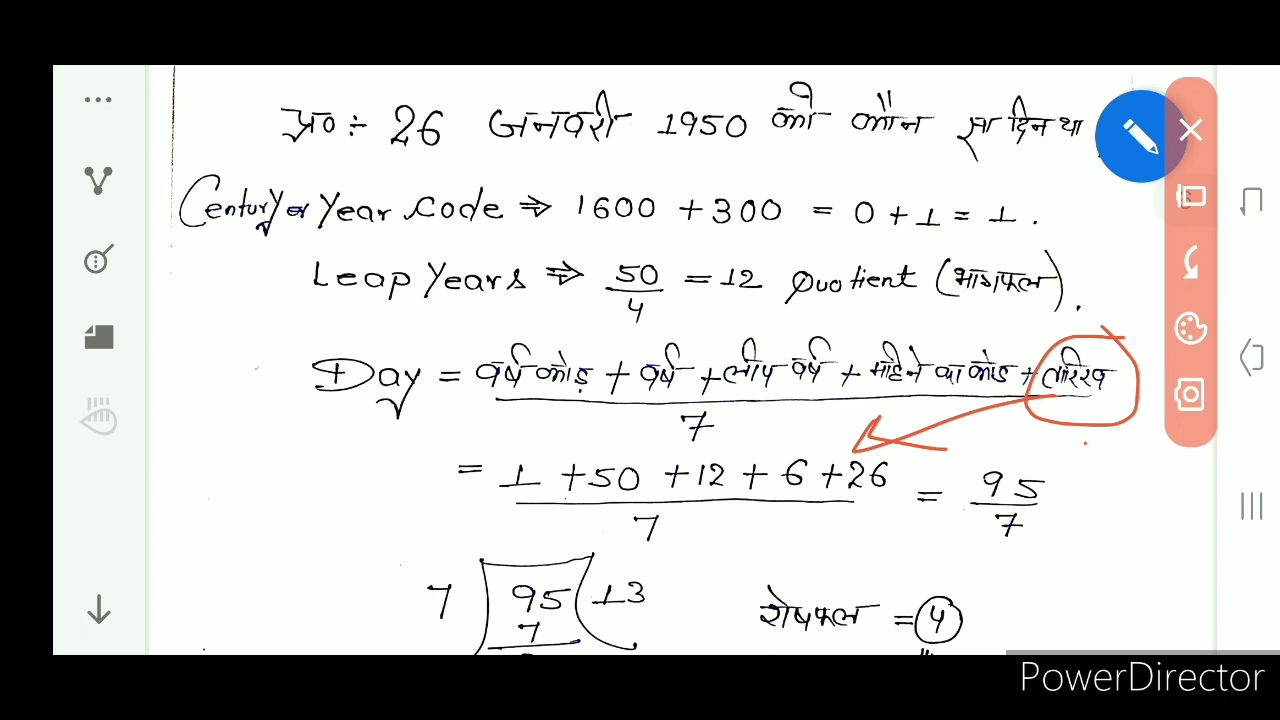 प्र० ÷ 26 जनवरी 1950 को कौन सा दिन था
Century or Year Code ⇒ 1600 + 300 = 0 + 1 = 1.
Leap Years ⇒ 50/4 = 12 Quotient (भागफल).
Day = वर्ष कोड़ + वर्ष + लीप वर्ष + महिने का कोड + तारिख
7
= 1 + 50 + 12 + 6 + 26 = 95/7
7
7 95 13 शेषफल = 4
7
PowerDirector